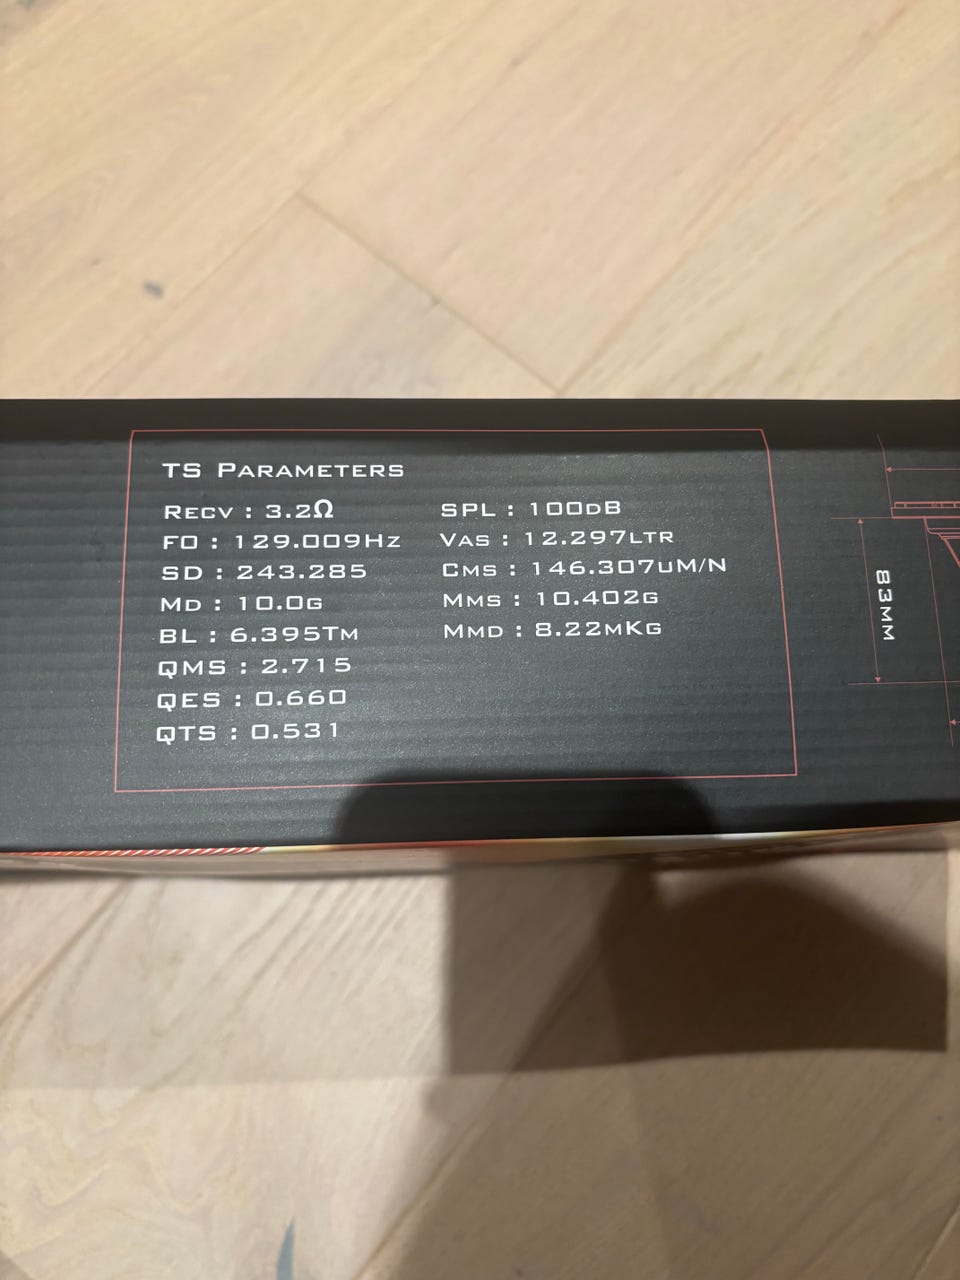 TS PARAMETERS
RECV : 3.2Ω
FO : 129.009HZ
SD : 243.285
MD : 10.0G
BL : 6.395TM
QMS : 2.715
QES : 0.660
QTS : 0.531
SPL : 100DB
VAS : 12.297LTR
CMS : 146.307UM/N
MMS : 10.402G
MMD : 8.22MKG
83MM